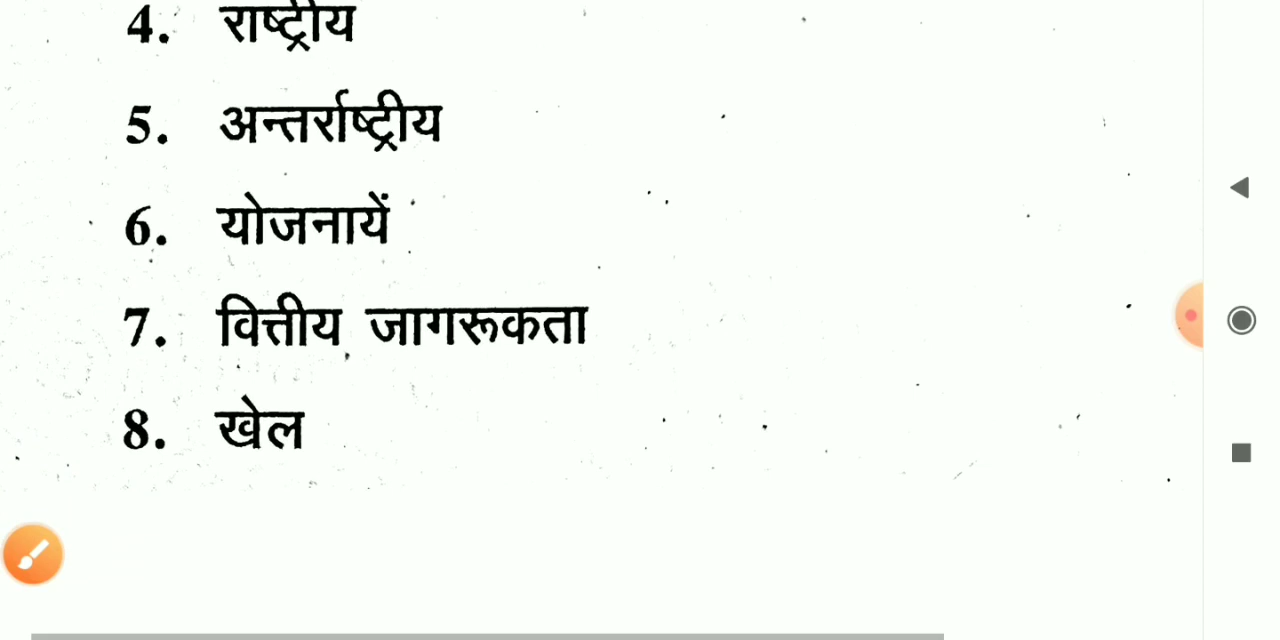 4. राष्ट्रीय
5. अन्तर्राष्ट्रीय
6. योजनायें
7. वित्तीय जागरूकता
8. खेल